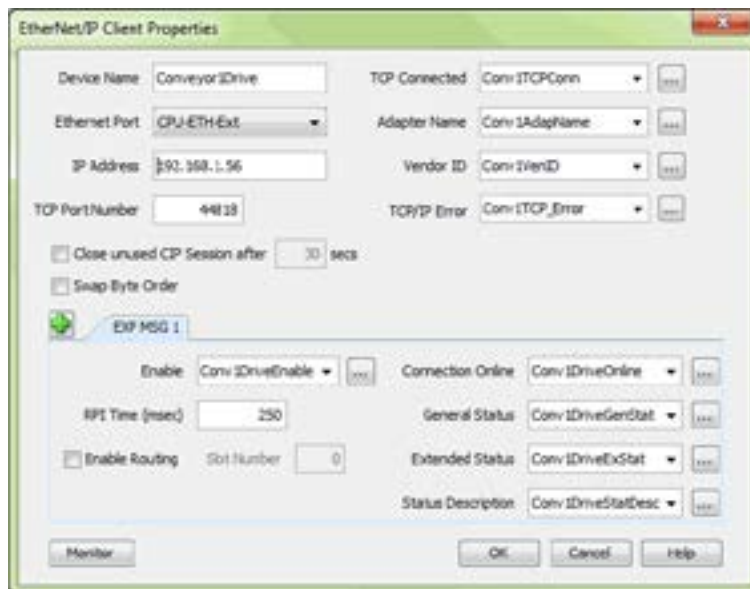 EtherNet/IP Client Properties
Device Name Conveyor1Drive TCP Connected Conv1TCPConn ...
Ethernet Port CPU-ETH-Ext Adapter Name Conv1AdapName ...
IP Address 192.168.1.56 Vendor ID Conv1VenID ...
TCP Port Number 44818 TCP/IP Error Conv1TCP_Error ...
Close unused CIP Session after 30 secs
Swap Byte Order
EXP MSG 1
Enable Conv1DriveEnable ... Connection Online Conv1DriveOnline ...
RPI Time (msec) 250 General Status Conv1DriveGenStat ...
Enable Routing Slot Number 0 Extended Status Conv1DriveExStat ...
Status Description Conv1DriveStatDesc ...
Monitor OK Cancel Help